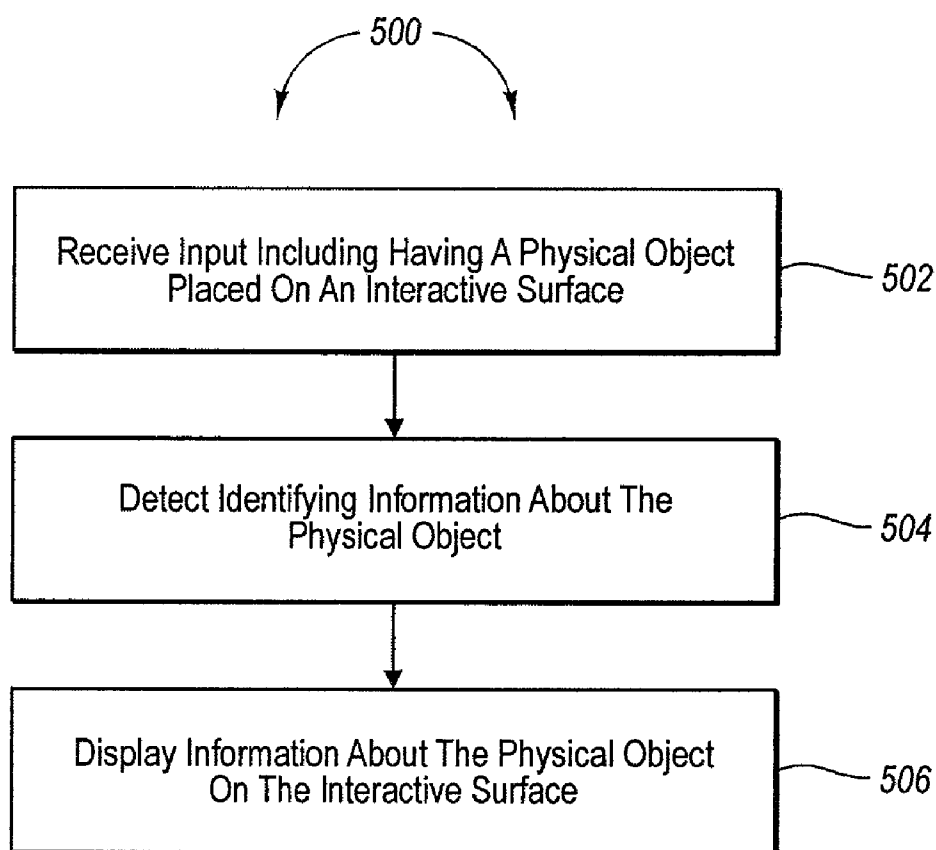 500
Receive Input Including Having A Physical Object
Placed On An Interactive Surface
502
Detect Identifying Information About The
Physical Object
504
Display Information About The Physical Object
On The Interactive Surface
506